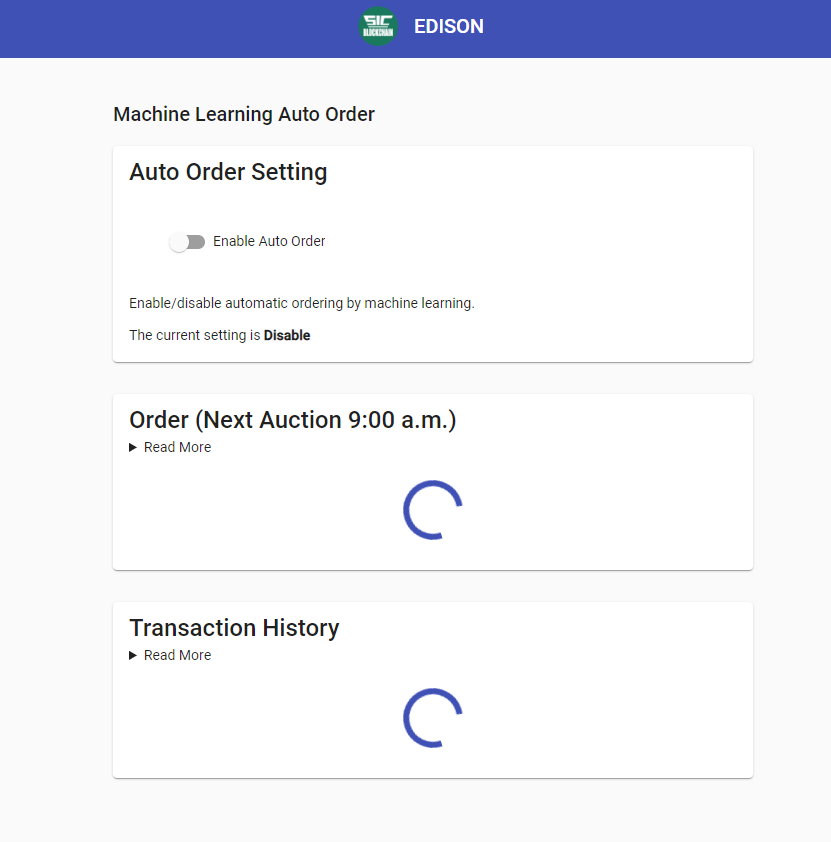 SIC
BLOCKCHAIN
EDISON
Machine Learning Auto Order
Auto Order Setting
Enable Auto Order
Enable/disable automatic ordering by machine learning.
The current setting is Disable
Order (Next Auction 9:00 a.m.)
Read More
Transaction History
Read More